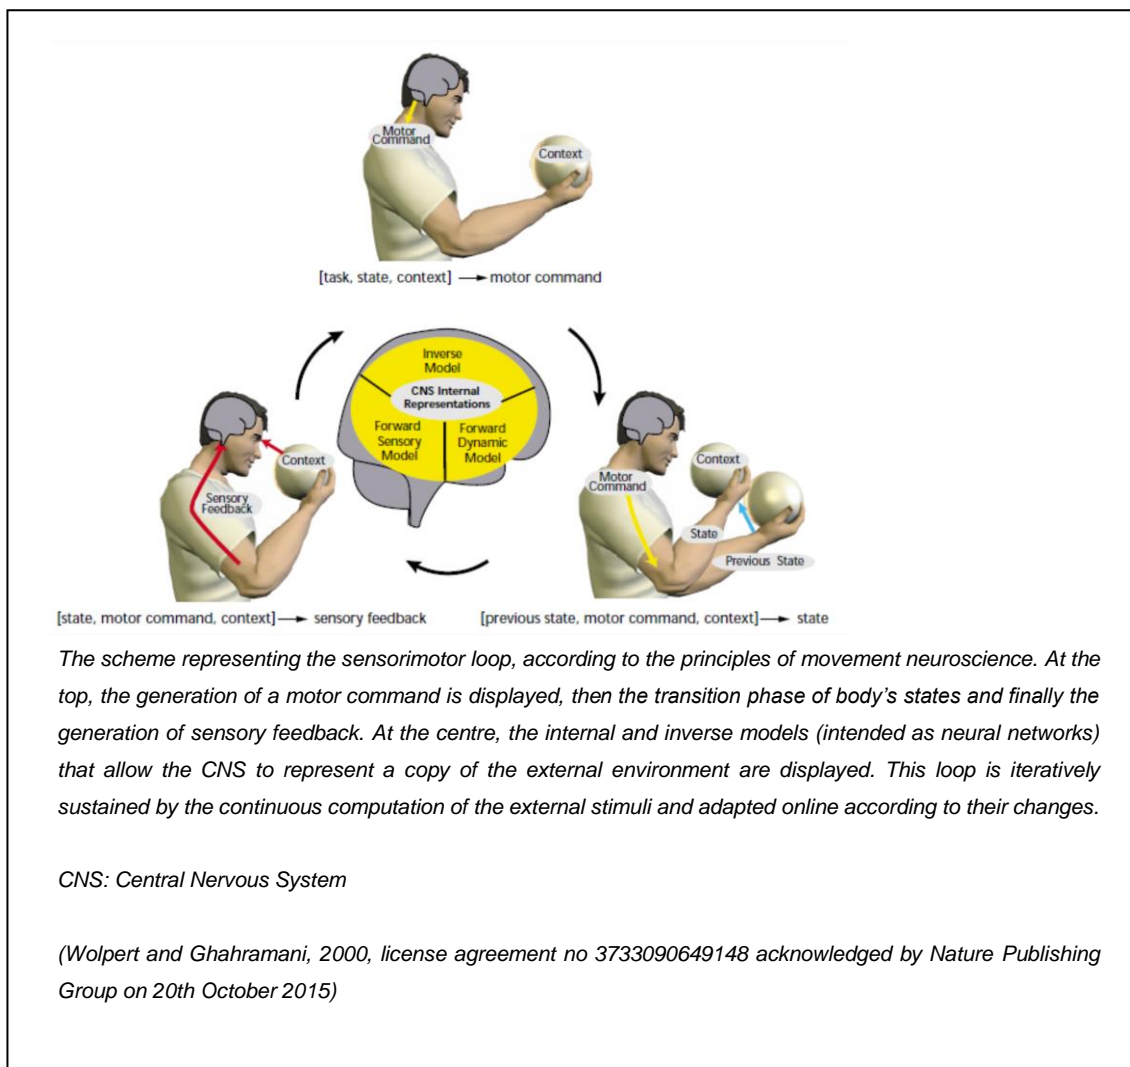 Motor
Command
Context
[task, state, context] → motor command
Inverse
Model
CNS Internal
Representations
Forward
Sensory
Model
Forward
Dynamic
Model
Context
Sensory
Feedback
Context
Motor
Command
State
Previous State
[state, motor command, context] → sensory feedback
[previous state, motor command, context] → state
The scheme representing the sensorimotor loop, according to the principles of movement neuroscience. At the
top, the generation of a motor command is displayed, then the transition phase of body’s states and finally the
generation of sensory feedback. At the centre, the internal and inverse models (intended as neural networks)
that allow the CNS to represent a copy of the external environment are displayed. This loop is iteratively
sustained by the continuous computation of the external stimuli and adapted online according to their changes.
CNS: Central Nervous System
(Wolpert and Ghahramani, 2000, license agreement no 3733090649148 acknowledged by Nature Publishing
Group on 20th October 2015)